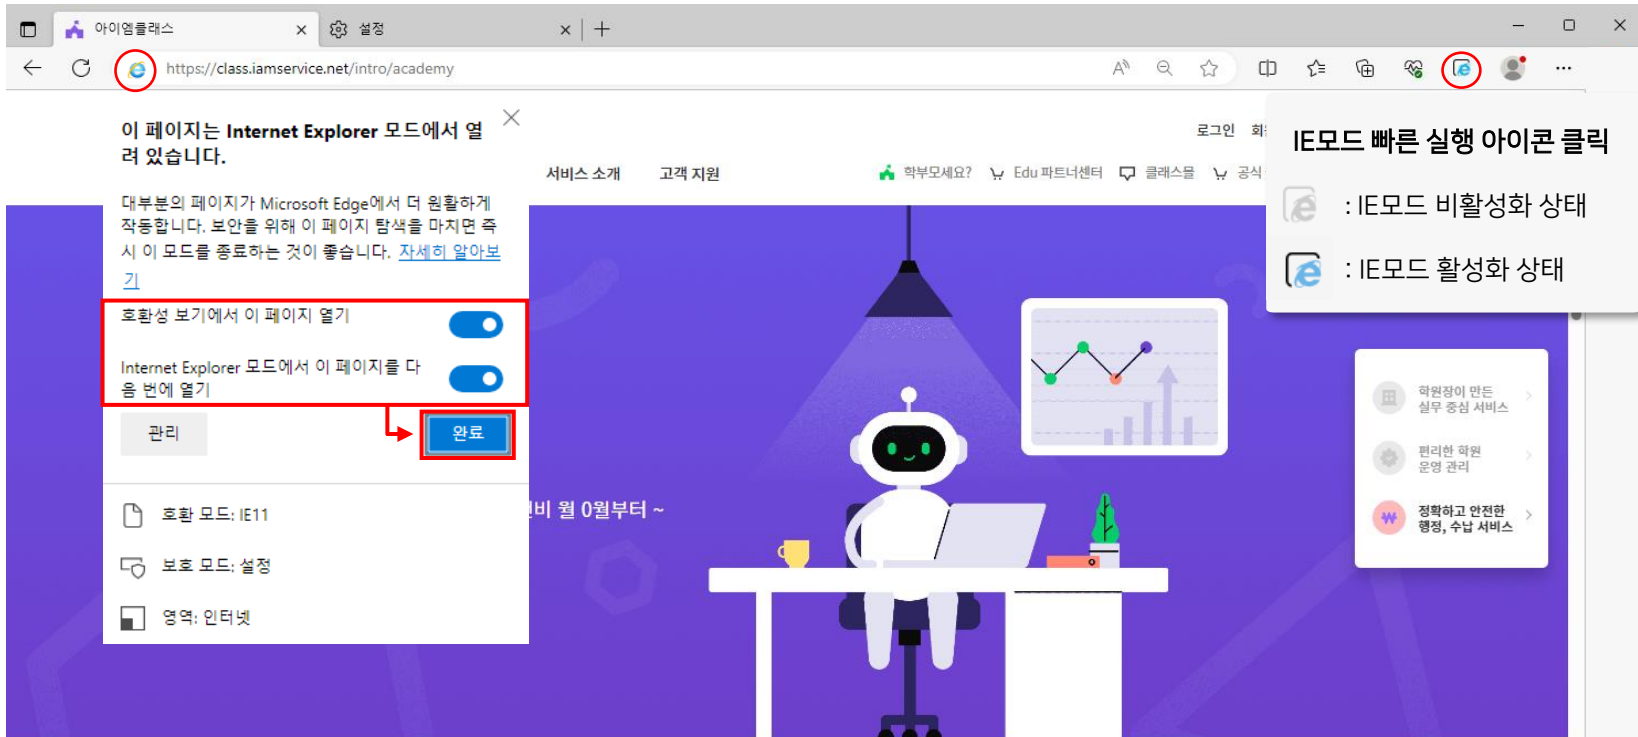 아이엠클래스
설정
https://class.iamservice.net/intro/academy
이 페이지는 Internet Explorer 모드에서 열
려 있습니다.
대부분의 페이지가 Microsoft Edge에서 더 원활하게
작동합니다. 보안을 위해 이 페이지 탐색을 마치면 즉
시 이 모드를 종료하는 것이 좋습니다. 자세히 알아보
기
호환성 보기에서 이 페이지 열기
Internet Explorer 모드에서 이 페이지를 다
음 번에 열기
관리
완료
호환 모드: IE11
보호 모드: 설정
영역: 인터넷
로그인
서비스 소개
고객 지원
학부모세요?
Edu 파트너센터
클래스몰
공식
IE모드 빠른 실행 아이콘 클릭
: IE모드 비활성화 상태
: IE모드 활성화 상태
월 0월부터 ~
학원장이 만든
실무 중심 서비스
편리한 학원
운영 관리
정확하고 안전한
행정, 수납 서비스